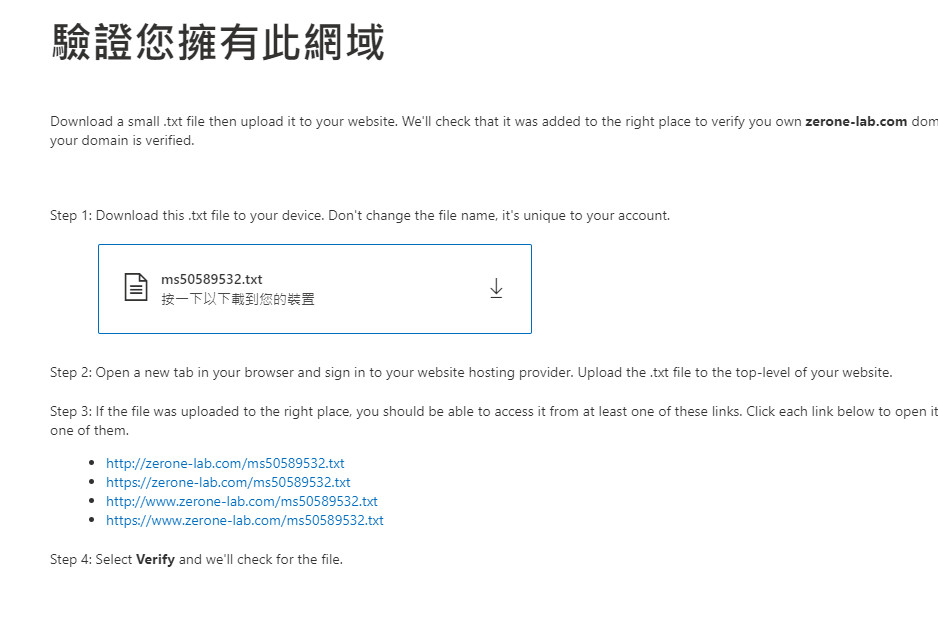 驗證您擁有此網域
Download a small .txt file then upload it to your website. We'll check that it was added to the right place to verify you own zerone-lab.com
your domain is verified.
Step 1: Download this .txt file to your device. Don't change the file name, it's unique to your account.
ms50589532.txt
按一下以下載到您的裝置
Step 2: Open a new tab in your browser and sign in to your website hosting provider. Upload the .txt file to the top-level of your website.
Step 3: If the file was uploaded to the right place, you should be able to access it from at least one of these links. Click each link below to open it
one of them.
http://zerone-lab.com/ms50589532.txt
https://zerone-lab.com/ms50589532.txt
http://www.zerone-lab.com/ms50589532.txt
https://www.zerone-lab.com/ms50589532.txt
Step 4: Select Verify and we'll check for the file.